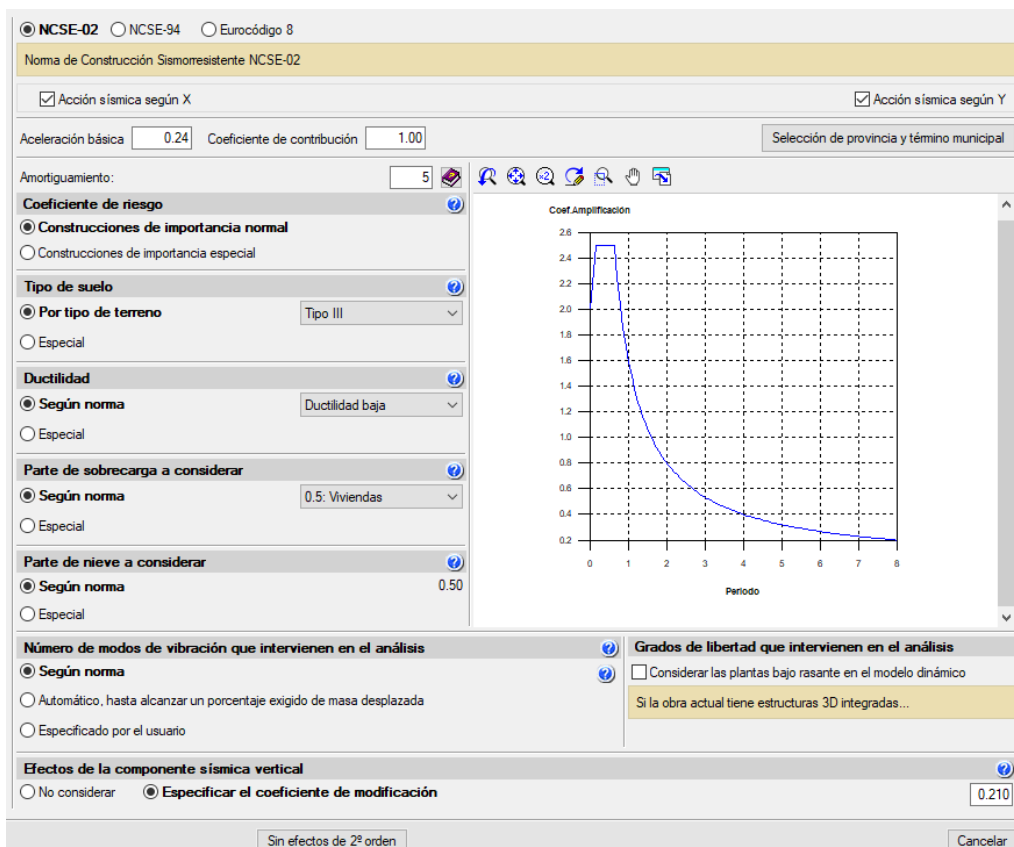 NCSE-02 NCSE-94 Eurocódigo 8
Norma de Construcción Sismorresistente NCSE-02
Acción sísmica según X Acción sísmica según Y
Aceleración básica 0.24 Coeficiente de contribución 1.00 Selección de provincia y término municipal
Amortiguamiento: 5
x2
Coeficiente de riesgo
Construcciones de importancia normal
Construcciones de importancia especial
Tipo de suelo
Por tipo de terreno Tipo III
Especial
Ductilidad
Según norma Ductilidad baja
Especial
Parte de sobrecarga a considerar
Según norma 0.5: Viviendas
Especial
Parte de nieve a considerar
Según norma 0.50
Especial
Coef.Amplificación
2.6
2.4
2.2
2.0
1.8
1.6
1.4
1.2
1.0
0.8
0.6
0.4
0.2
0 1 2 3 4 5 6 7 8
Periodo
Número de modos de vibración que intervienen en el análisis
Según norma
Automático, hasta alcanzar un porcentaje exigido de masa desplazada
Especificado por el usuario
Grados de libertad que intervienen en el análisis
Considerar las plantas bajo rasante en el modelo dinámico
Si la obra actual tiene estructuras 3D integradas...
Efectos de la componente sísmica vertical
No considerar Especificar el coeficiente de modificación 0.210
Sin efectos de 2º orden Cancelar